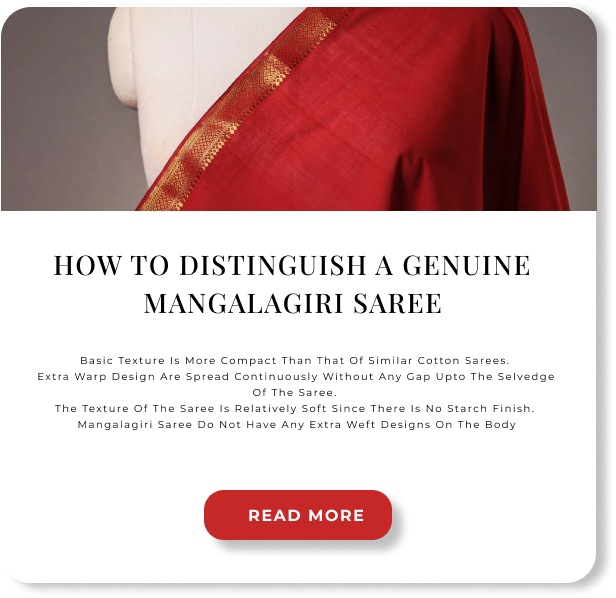 HOW TO DISTINGUISH A GENUINE
MANGALAGIRI SAREE
Basic Texture Is More Compact Than That Of Similar Cotton Sarees.
Extra Warp Design Are Spread Continuously Without Any Gap Upto The Selvedge
Of The Saree.
The Texture Of The Saree Is Relatively Soft Since There Is No Starch Finish.
Mangalagiri Saree Do Not Have Any Extra Weft Designs On The Body
READ MORE